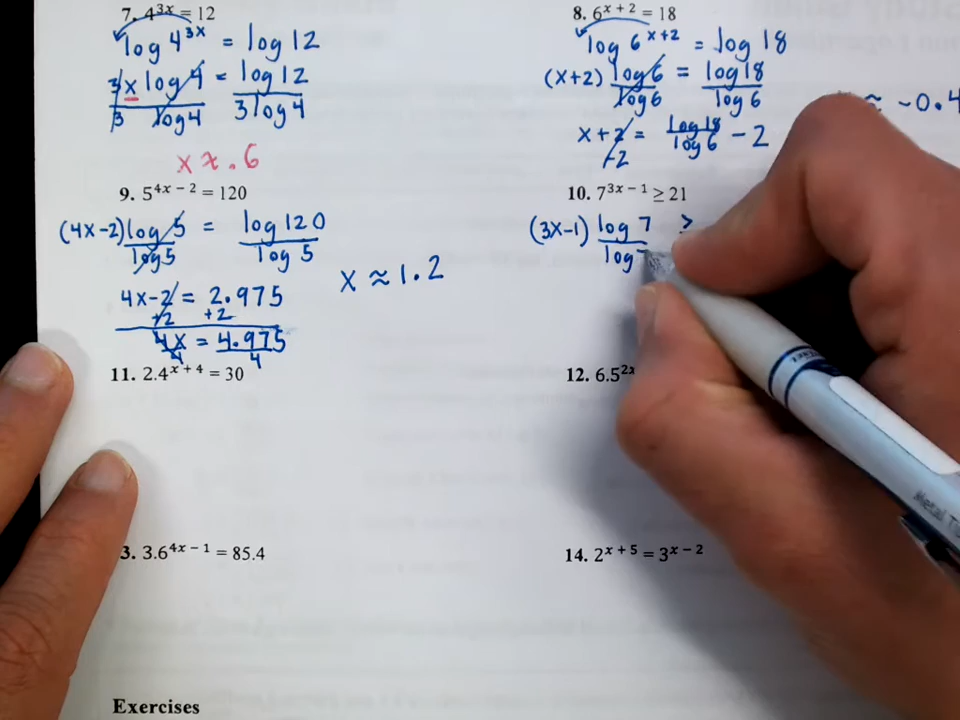 7. 4^{3x} = 12
log 4^{3x} = log 12
3x log 4 = log 12
3 log 4 3 log 4
x ≈ .6
8. 6^{x + 2} = 18
log 6^{x+2} = log 18
(x+2) log 6 = log 18
log 6 log 6
x+2 = log 18 / log 6 - 2
-2
≈ -0.4
9. 5^{4x - 2} = 120
(4x-2) log 5 = log 120
log 5 log 5
4x-2 = 2.975
+2 +2
4x = 4.975
4 4
x ≈ 1.2
10. 7^{3x - 1} ≥ 21
(3x-1) log 7 ≥
log 7
11. 2.4^{x + 4} = 30
12. 6.5^{2x
3. 3.6^{4x - 1} = 85.4
14. 2^{x + 5} = 3^{x - 2}
Exercises